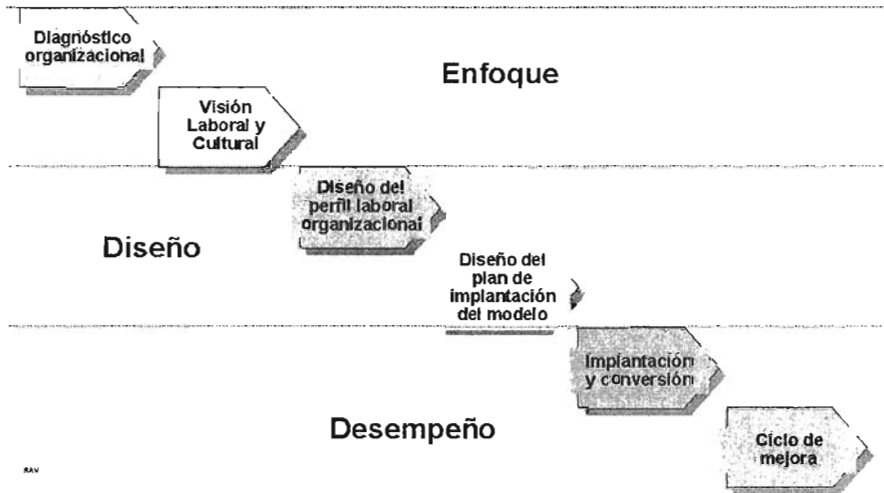 Diagnóstico
organizacional
Enfoque
Visión
Laboral y
Cultural
Diseño del
perfil laboral
organizacional
Diseño
Diseño del
plan de
implantación
del modelo
Implantación
y conversión
Desempeño
Ciclo de
mejora
RAV